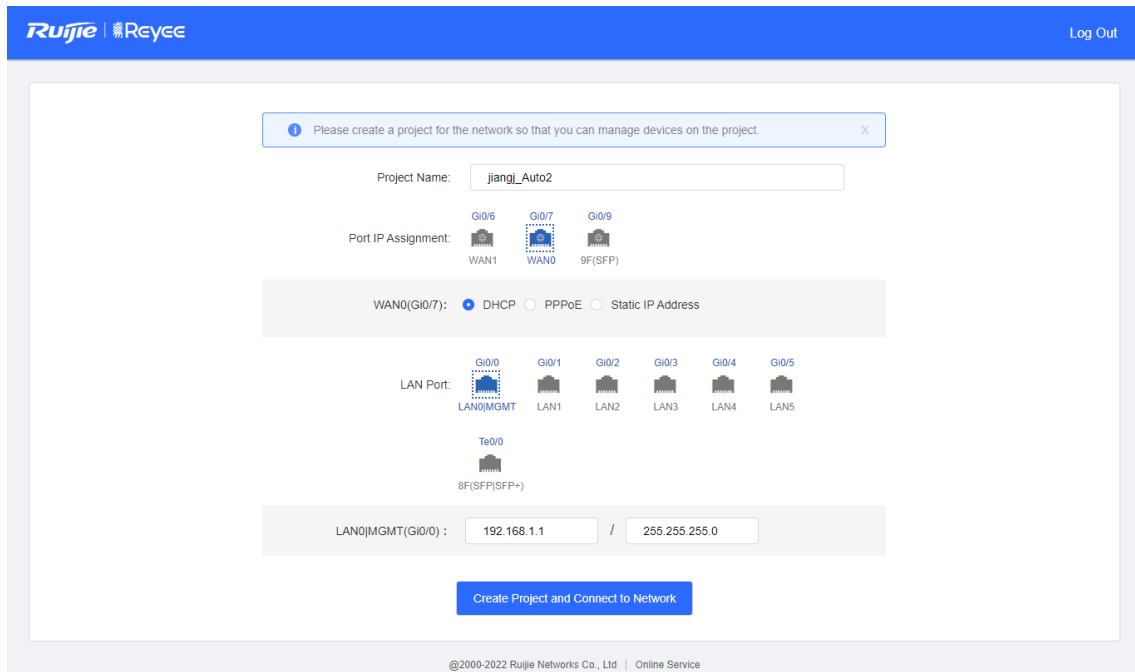 Ruijie | Reyee
Log Out
Please create a project for the network so that you can manage devices on the project. X
Project Name: jiangj_Auto2
Gi0/6 Gi0/7 Gi0/9
Port IP Assignment:
WAN1 WAN0 9F(SFP)
WAN0(Gi0/7): DHCP PPPoE Static IP Address
Gi0/0 Gi0/1 Gi0/2 Gi0/3 Gi0/4 Gi0/5
LAN Port:
LAN0|MGMT LAN1 LAN2 LAN3 LAN4 LAN5
Te0/0
8F(SFP|SFP+)
LAN0|MGMT(Gi0/0) : 192.168.1.1 / 255.255.255.0
Create Project and Connect to Network
@2000-2022 Ruijie Networks Co., Ltd | Online Service